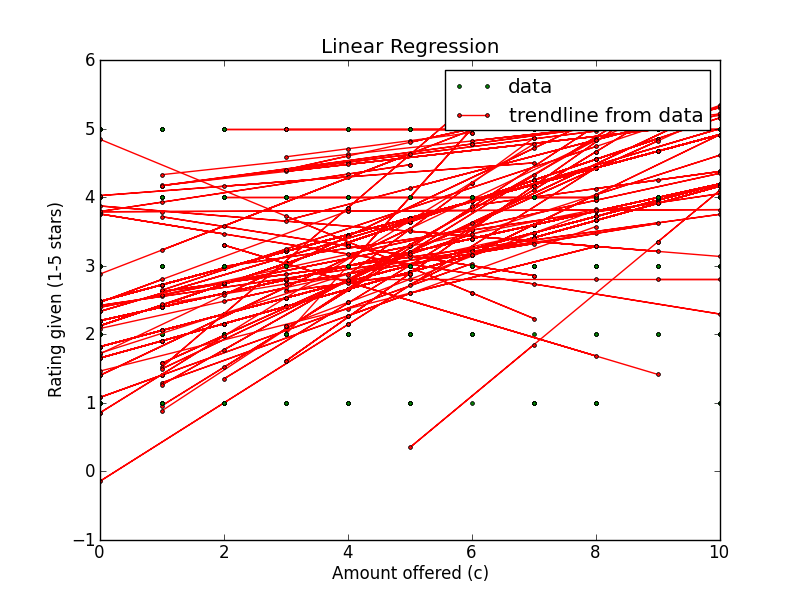 Linear Regression
data
trendline from data
6
5
4
3
2
1
0
−1
Rating given (1-5 stars)
0 2 4 6 8 10
Amount offered (c)